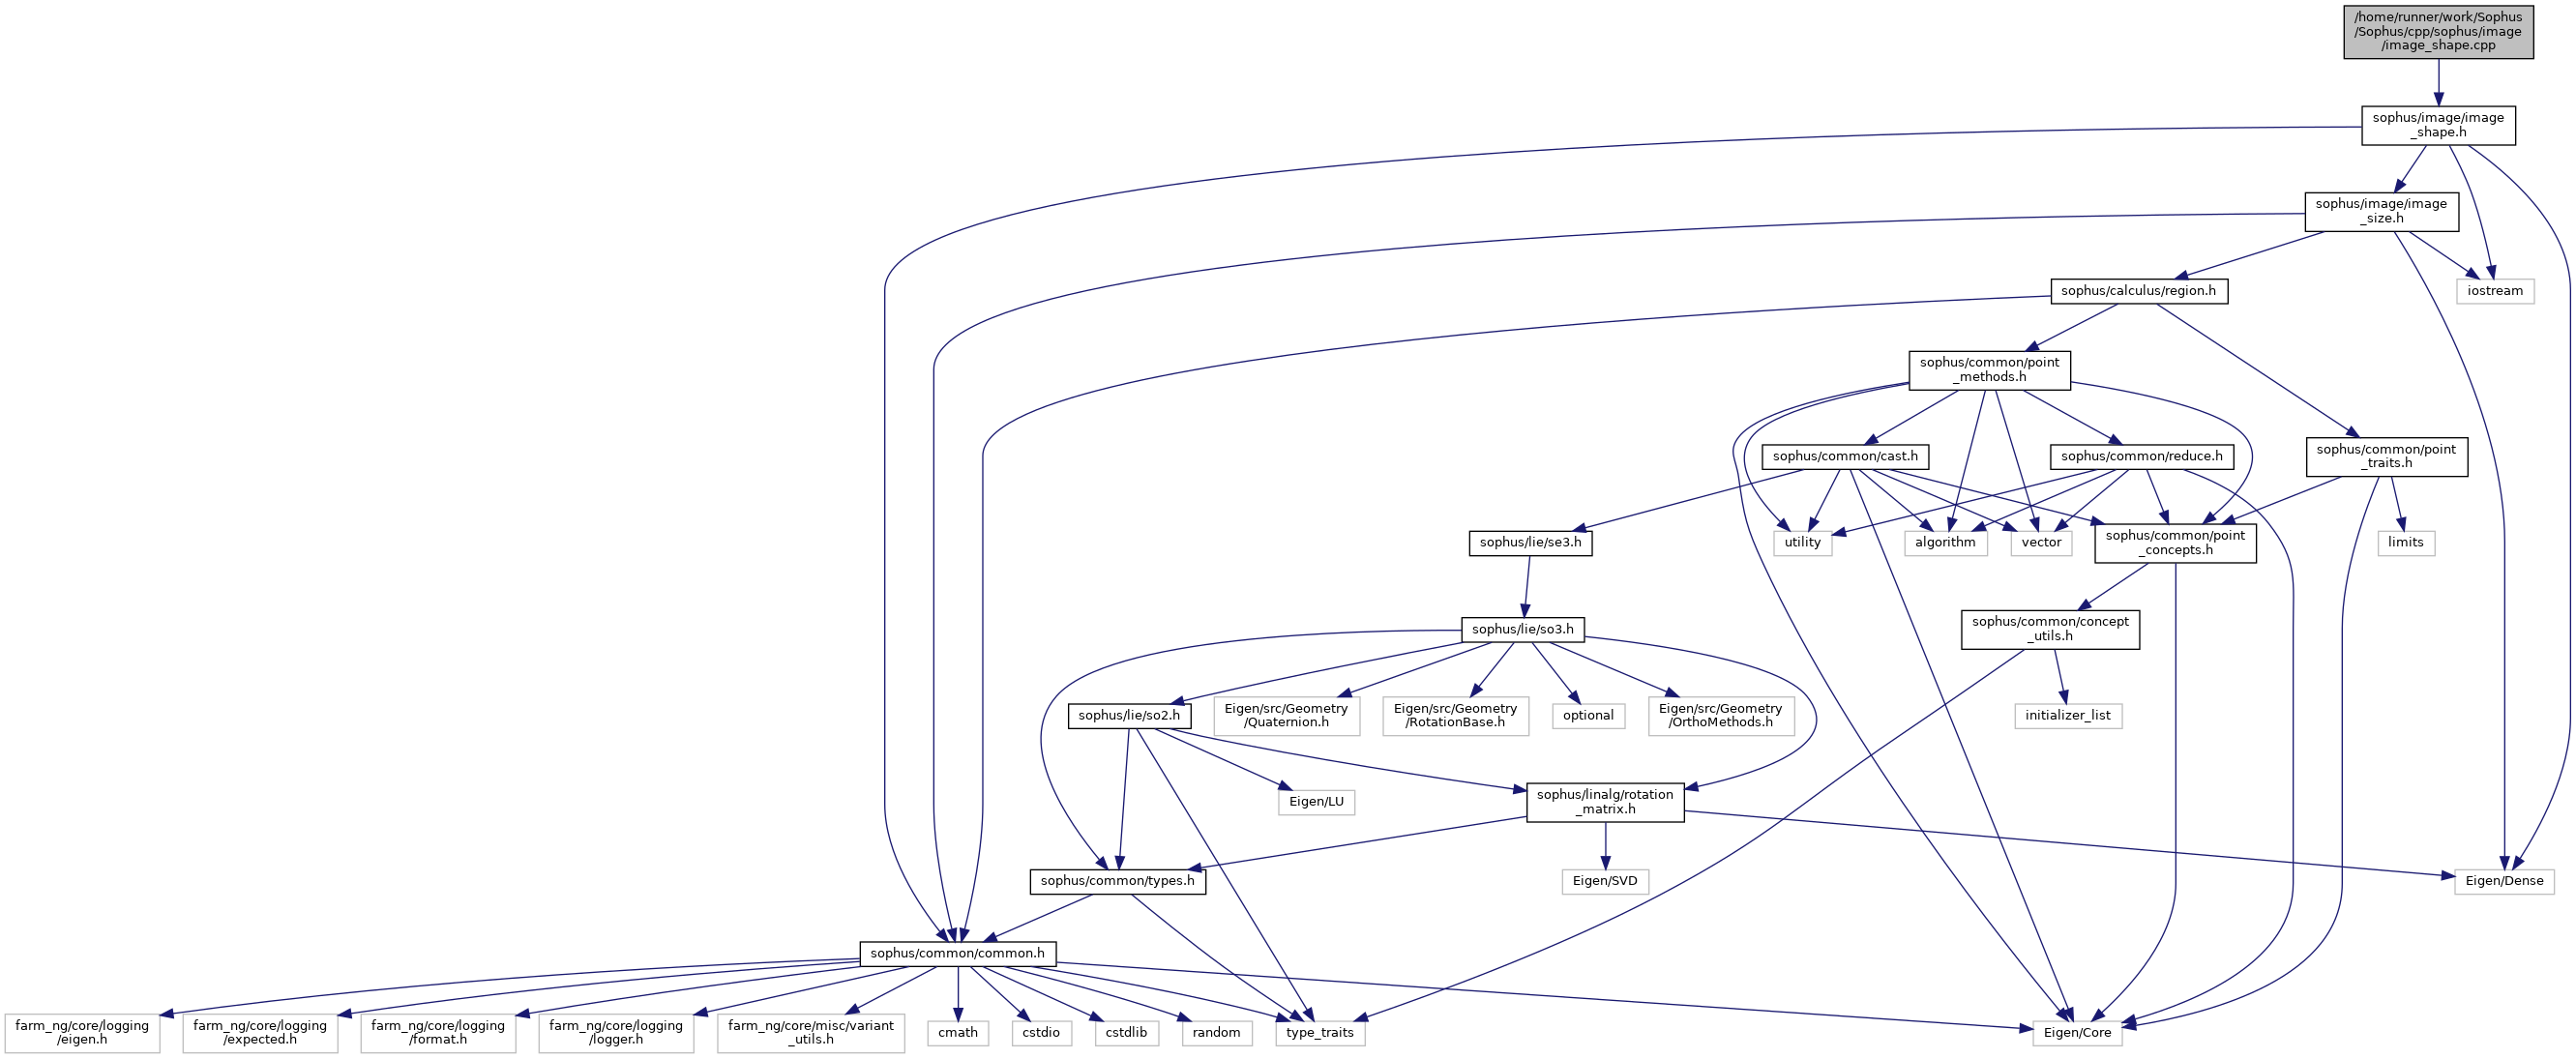 /home/runner/work/Sophus
/Sophus/cpp/sophus/image
/image_shape.cpp
sophus/image/image
_shape.h
sophus/image/image
_size.h
sophus/calculus/region.h
iostream
sophus/common/point
_methods.h
sophus/common/cast.h
sophus/common/reduce.h
sophus/common/point
_traits.h
sophus/lie/se3.h
utility
algorithm
vector
sophus/common/point
_concepts.h
limits
sophus/lie/so3.h
sophus/common/concept
_utils.h
sophus/lie/so2.h
Eigen/src/Geometry
/Quaternion.h
Eigen/src/Geometry
/RotationBase.h
optional
Eigen/src/Geometry
/OrthoMethods.h
initializer_list
Eigen/LU
sophus/linalg/rotation
_matrix.h
sophus/common/types.h
Eigen/SVD
Eigen/Dense
sophus/common/common.h
farm_ng/core/logging
/eigen.h
farm_ng/core/logging
/expected.h
farm_ng/core/logging
/format.h
farm_ng/core/logging
/logger.h
farm_ng/core/misc/variant
_utils.h
cmath
cstdio
cstdlib
random
type_traits
Eigen/Core